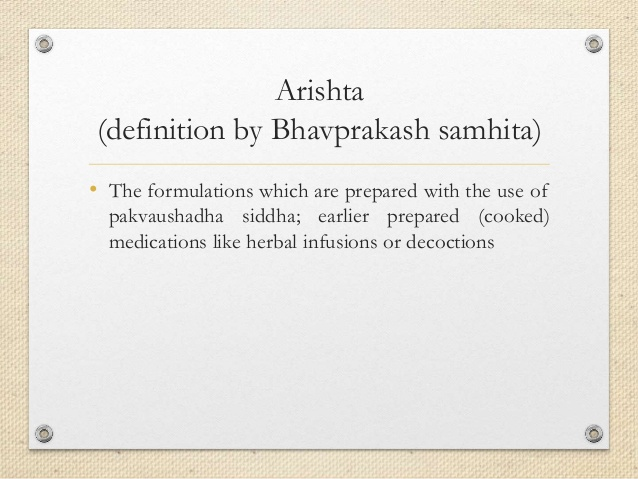 Arishta
(definition by Bhavprakash samhita)
• The formulations which are prepared with the use of
pakvaushadha siddha; earlier prepared (cooked)
medications like herbal infusions or decoctions